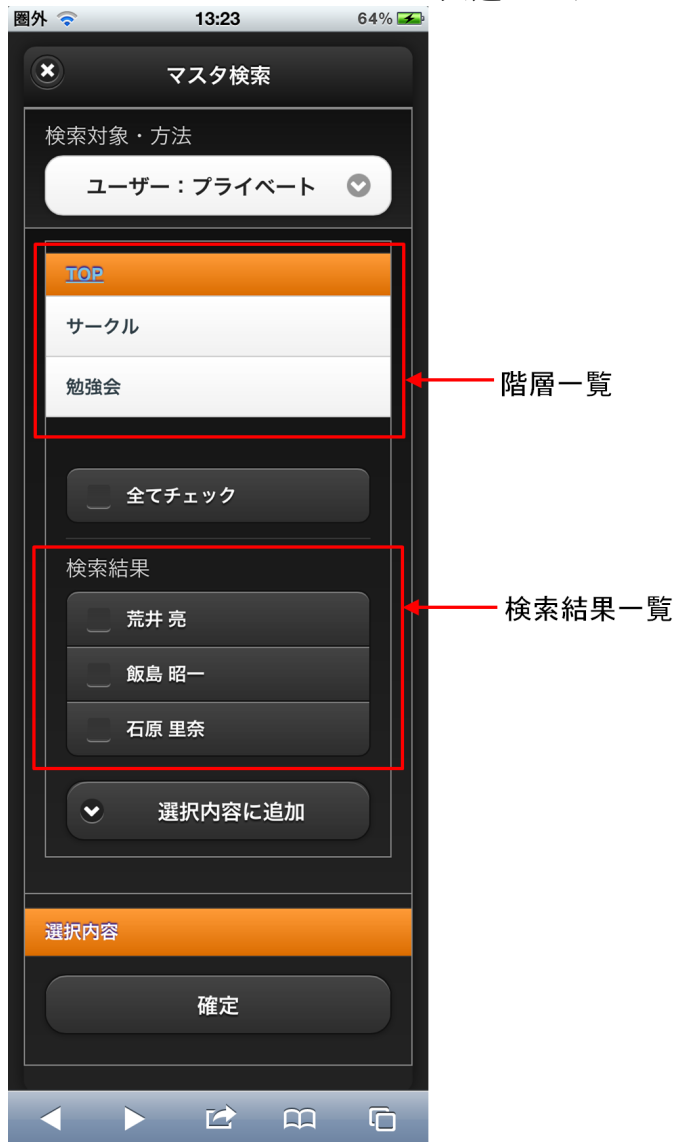 圏外 13:23 64%
マスタ検索
検索対象・方法
ユーザー：プライベート
TOP
サークル
勉強会
階層一覧
全てチェック
検索結果
検索結果一覧
荒井 亮
飯島 昭一
石原 里奈
選択内容に追加
選択内容
確定